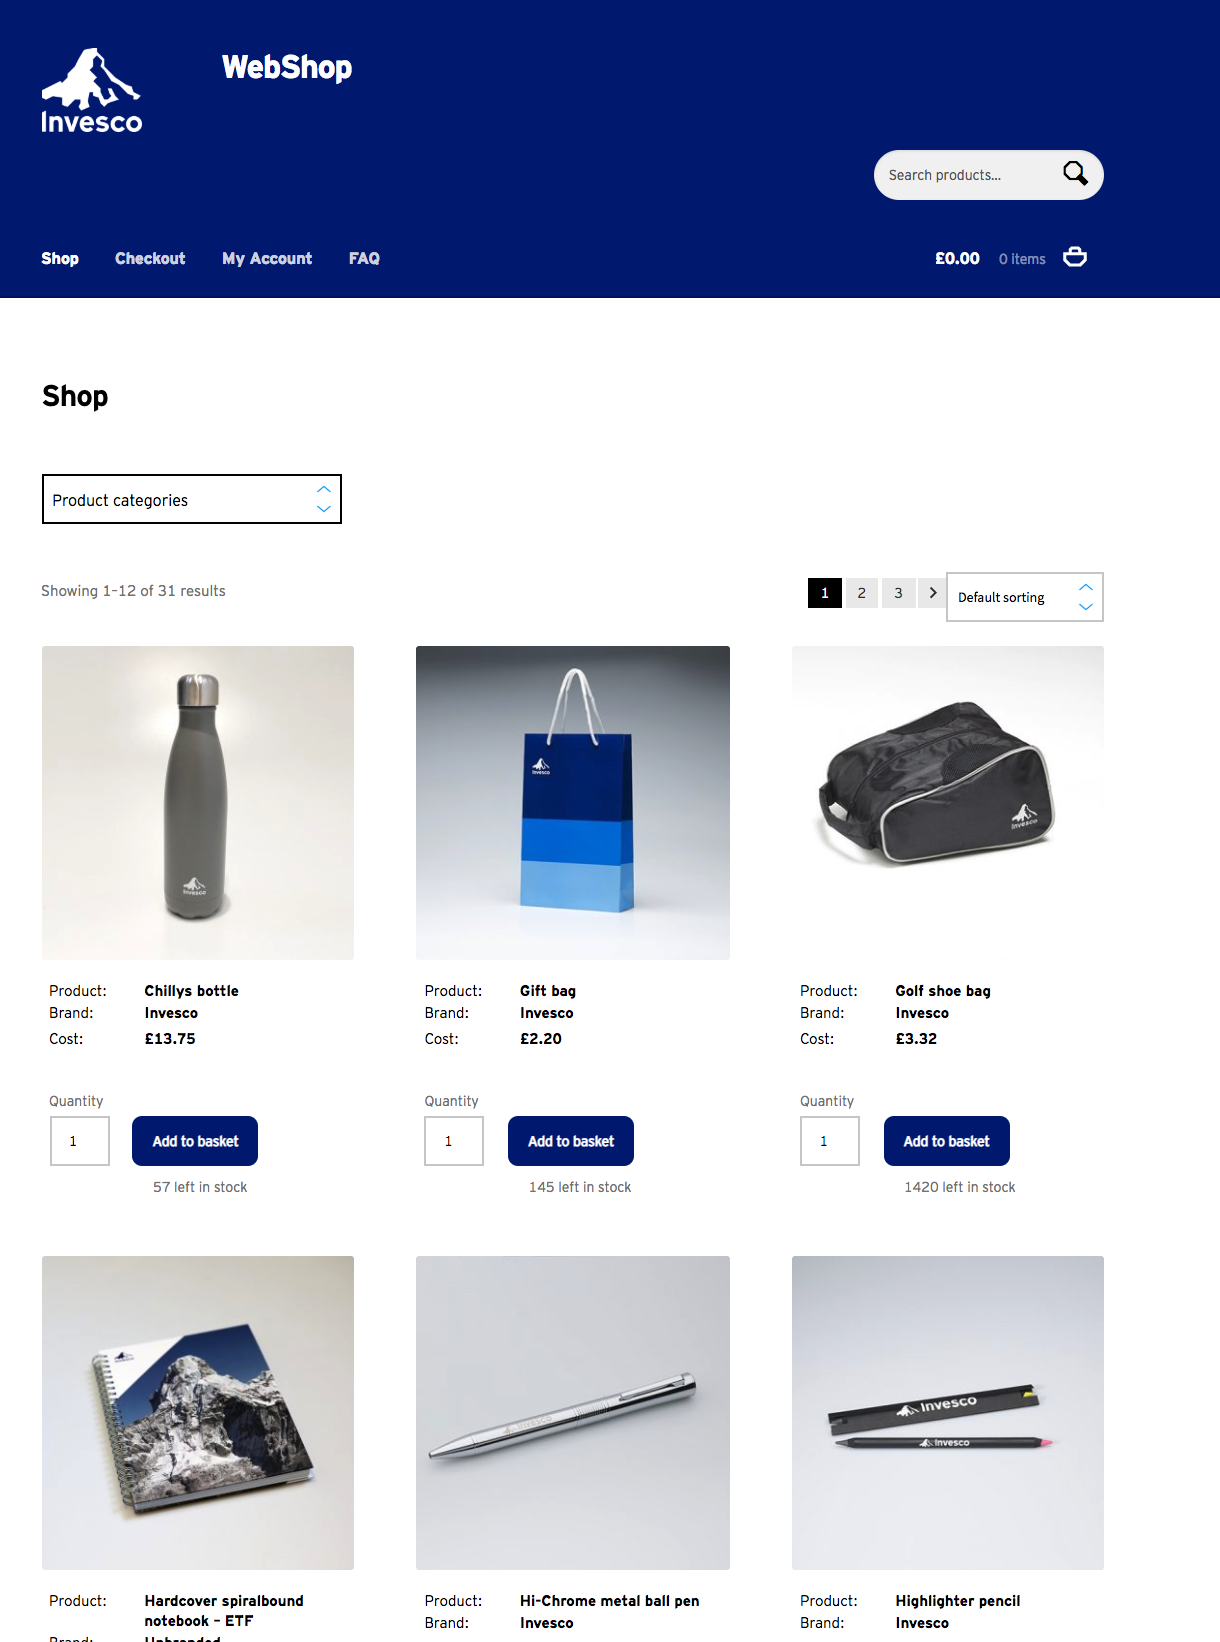 Invesco
WebShop
Search products...
Shop Checkout My Account FAQ
£0.00 0 items
Shop
Product categories
Showing 1–12 of 31 results
1 2 3
Default sorting
Invesco
Invesco
Invesco
Product: Chillys bottle
Brand: Invesco
Cost: £13.75
Quantity
1 Add to basket
57 left in stock
Product: Gift bag
Brand: Invesco
Cost: £2.20
Quantity
1 Add to basket
145 left in stock
Product: Golf shoe bag
Brand: Invesco
Cost: £3.32
Quantity
1 Add to basket
1420 left in stock
Invesco
Invesco
Invesco
Invesco
Product: Hardcover spiralbound
notebook – ETF
Brand: Unbranded
Product: Hi-Chrome metal ball pen
Brand: Invesco
Product: Highlighter pencil
Brand: Invesco